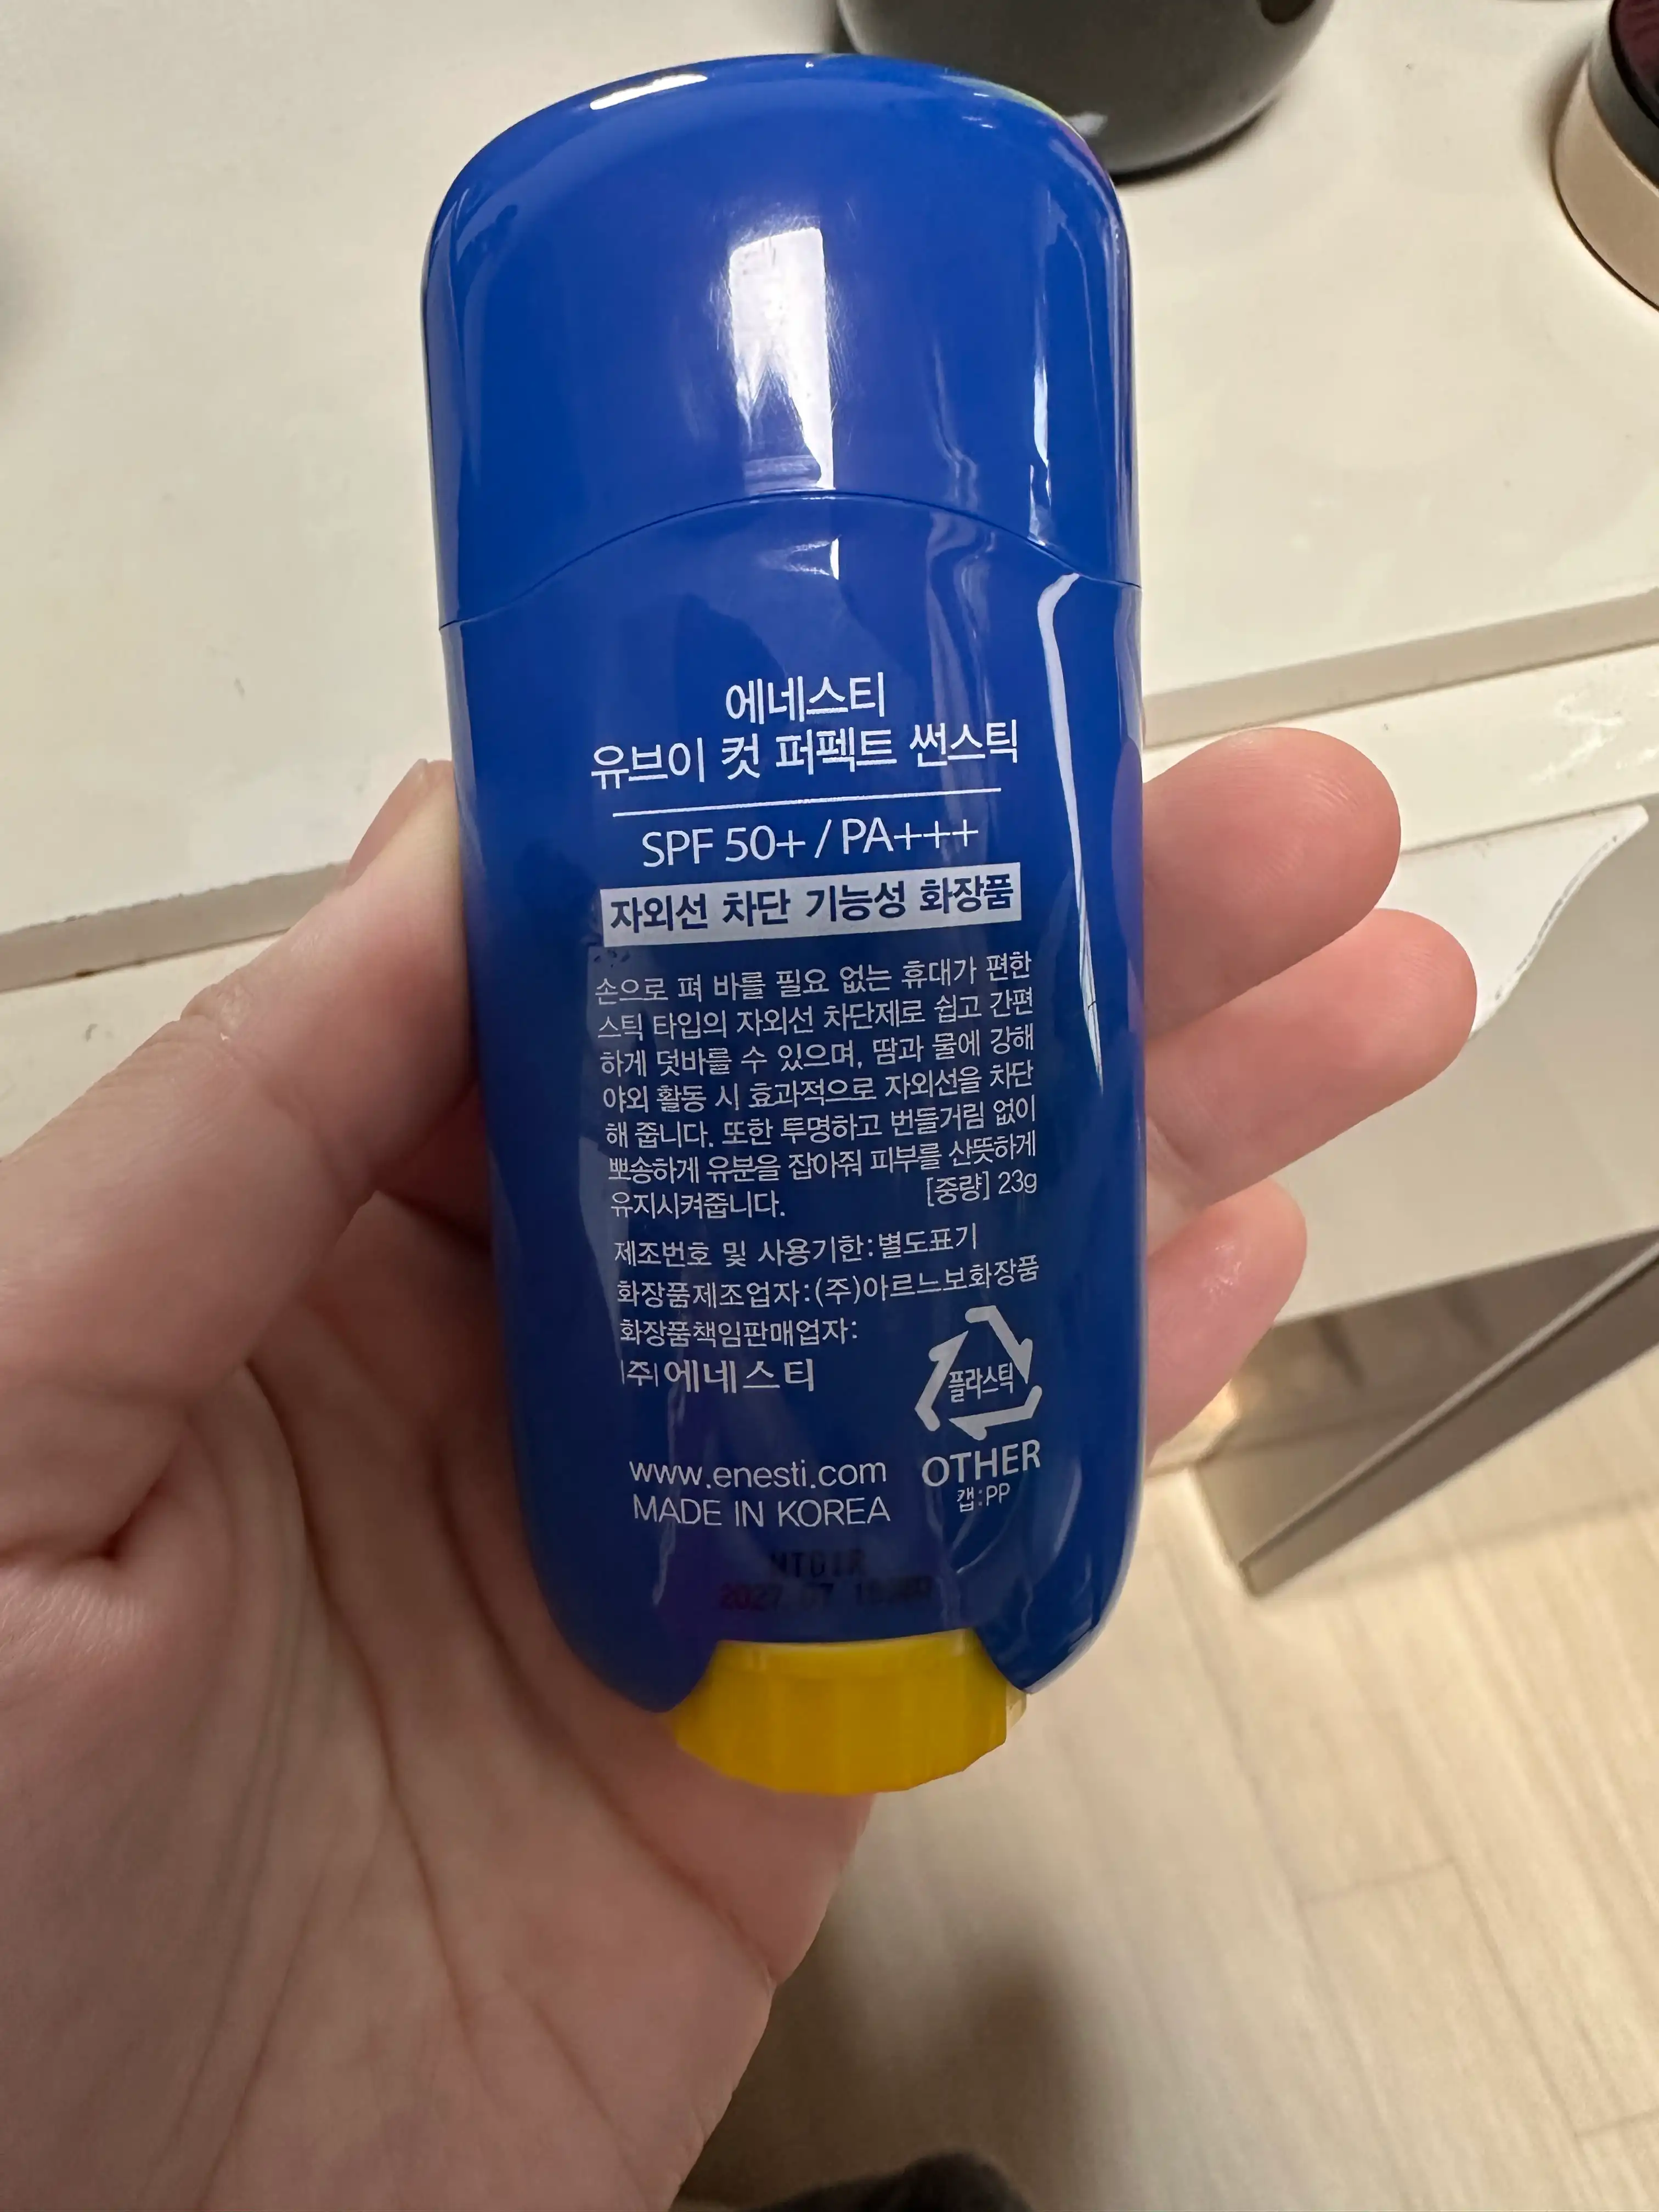 에네스티
유브이 컷 퍼펙트 썬스틱
SPF 50+ / PA+++
자외선 차단 기능성 화장품
손으로 펴 바를 필요 없는 휴대가 편한
스틱 타입의 자외선 차단제로 쉽고 간편
하게 덧바를 수 있으며, 땀과 물에 강해
야외 활동 시 효과적으로 자외선을 차단
해 줍니다. 또한 투명하고 번들거림 없이
뽀송하게 유분을 잡아줘 피부를 산뜻하게
유지시켜줍니다. [중량] 23g
제조번호 및 사용기한:별도표기
화장품제조업자:(주)아르느보화장품
화장품책임판매업자:
|주|에네스티
플라스틱
OTHER
캡:PP
www.enesti.com
MADE IN KOREA